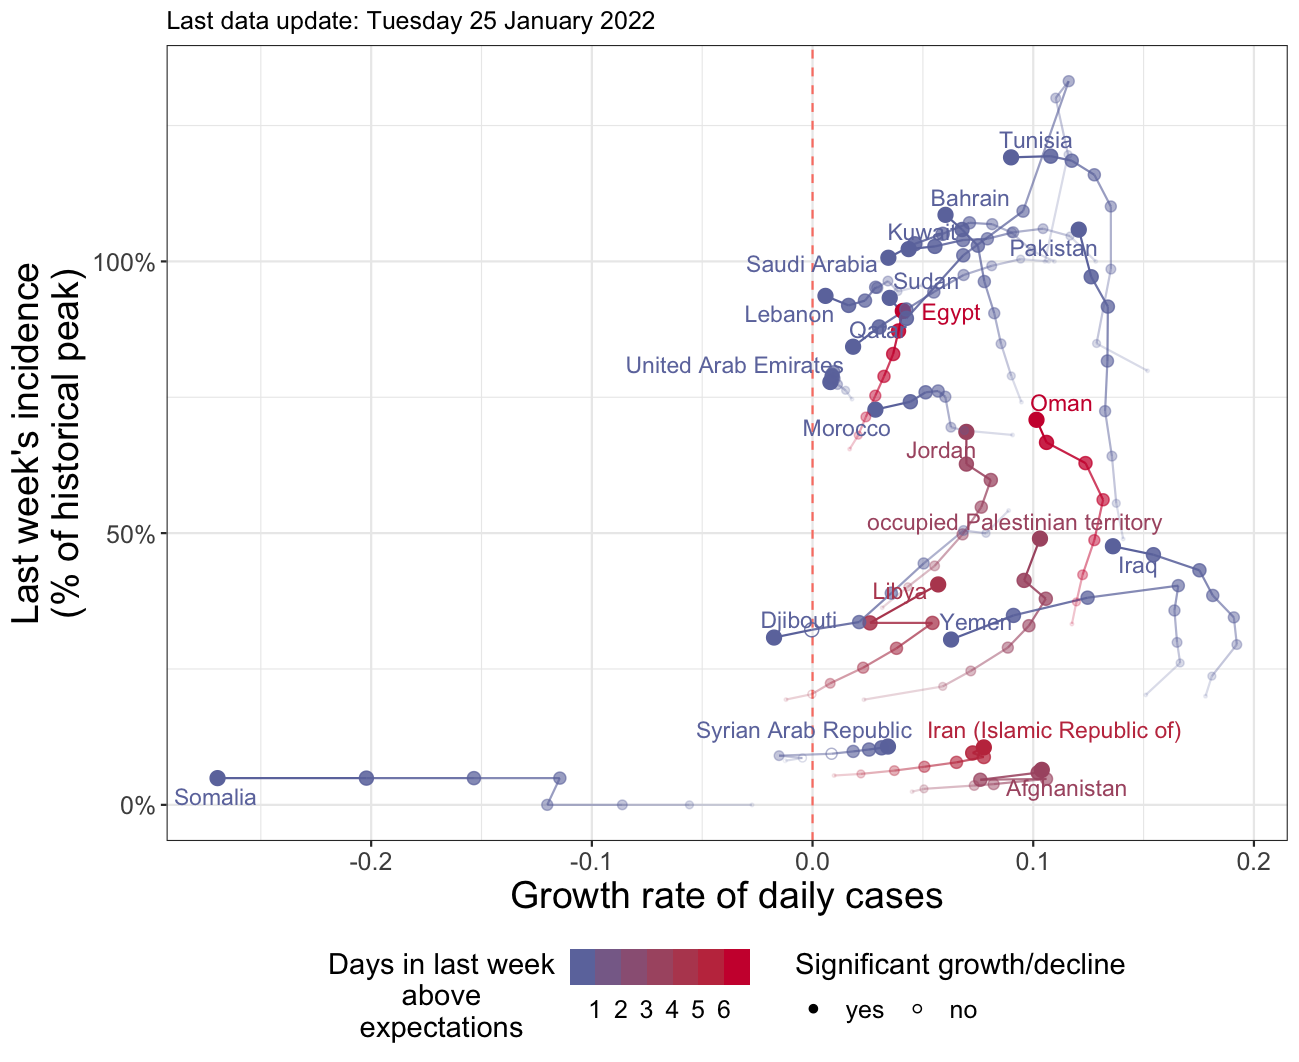 Last data update: Tuesday 25 January 2022
Last week's incidence
(% of historical peak)
100%
50%
0%
Tunisia
Bahrain
Kuwait
Pakistan
Saudi Arabia
Sudan
Lebanon
Egypt
Qatar
United Arab Emirates
Oman
Morocco
Jordan
occupied Palestinian territory
Iraq
Libya
Djibouti
Yemen
Syrian Arab Republic
Iran (Islamic Republic of)
Afghanistan
Somalia
-0.2
-0.1
0.0
0.1
0.2
Growth rate of daily cases
Days in last week
above
expectations
1 2 3 4 5 6
Significant growth/decline
yes
no